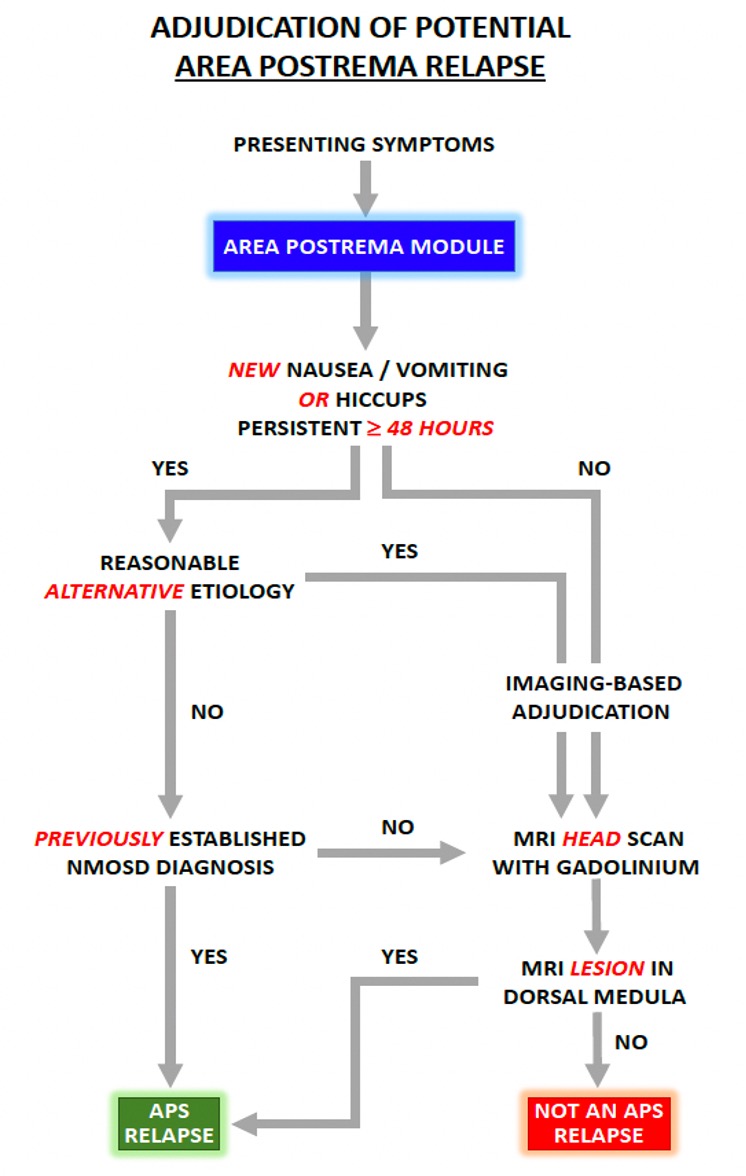 ADJUDICATION OF POTENTIAL
AREA POSTREMA RELAPSE
PRESENTING SYMPTOMS
AREA POSTREMA MODULE
NEW NAUSEA / VOMITING
OR HICCUPS
PERSISTENT ≥ 48 HOURS
YES
NO
REASONABLE
ALTERNATIVE ETIOLOGY
YES
IMAGING-BASED
ADJUDICATION
NO
PREVIOUSLY ESTABLISHED
NMOSD DIAGNOSIS
NO
MRI HEAD SCAN
WITH GADOLINIUM
YES
YES
MRI LESION IN
DORSAL MEDULA
NO
APS
RELAPSE
NOT AN APS
RELAPSE